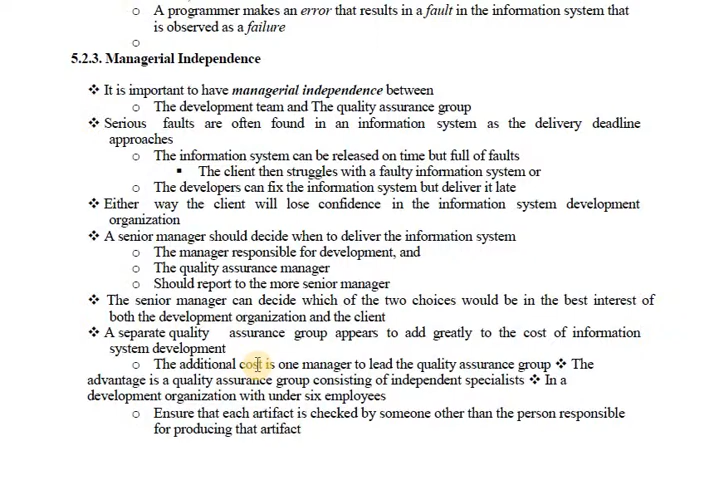 o A programmer makes an error that results in a fault in the information system that
is observed as a failure
o
5.2.3. Managerial Independence
❖ It is important to have managerial independence between
o The development team and The quality assurance group
❖ Serious faults are often found in an information system as the delivery deadline
approaches
o The information system can be released on time but full of faults
▪ The client then struggles with a faulty information system or
o The developers can fix the information system but deliver it late
❖ Either way the client will lose confidence in the information system development
organization
❖ A senior manager should decide when to deliver the information system
o The manager responsible for development, and
o The quality assurance manager
o Should report to the more senior manager
❖ The senior manager can decide which of the two choices would be in the best interest of
both the development organization and the client
❖ A separate quality assurance group appears to add greatly to the cost of information
system development
o The additional cost is one manager to lead the quality assurance group ❖ The
advantage is a quality assurance group consisting of independent specialists ❖ In a
development organization with under six employees
o Ensure that each artifact is checked by someone other than the person responsible
for producing that artifact